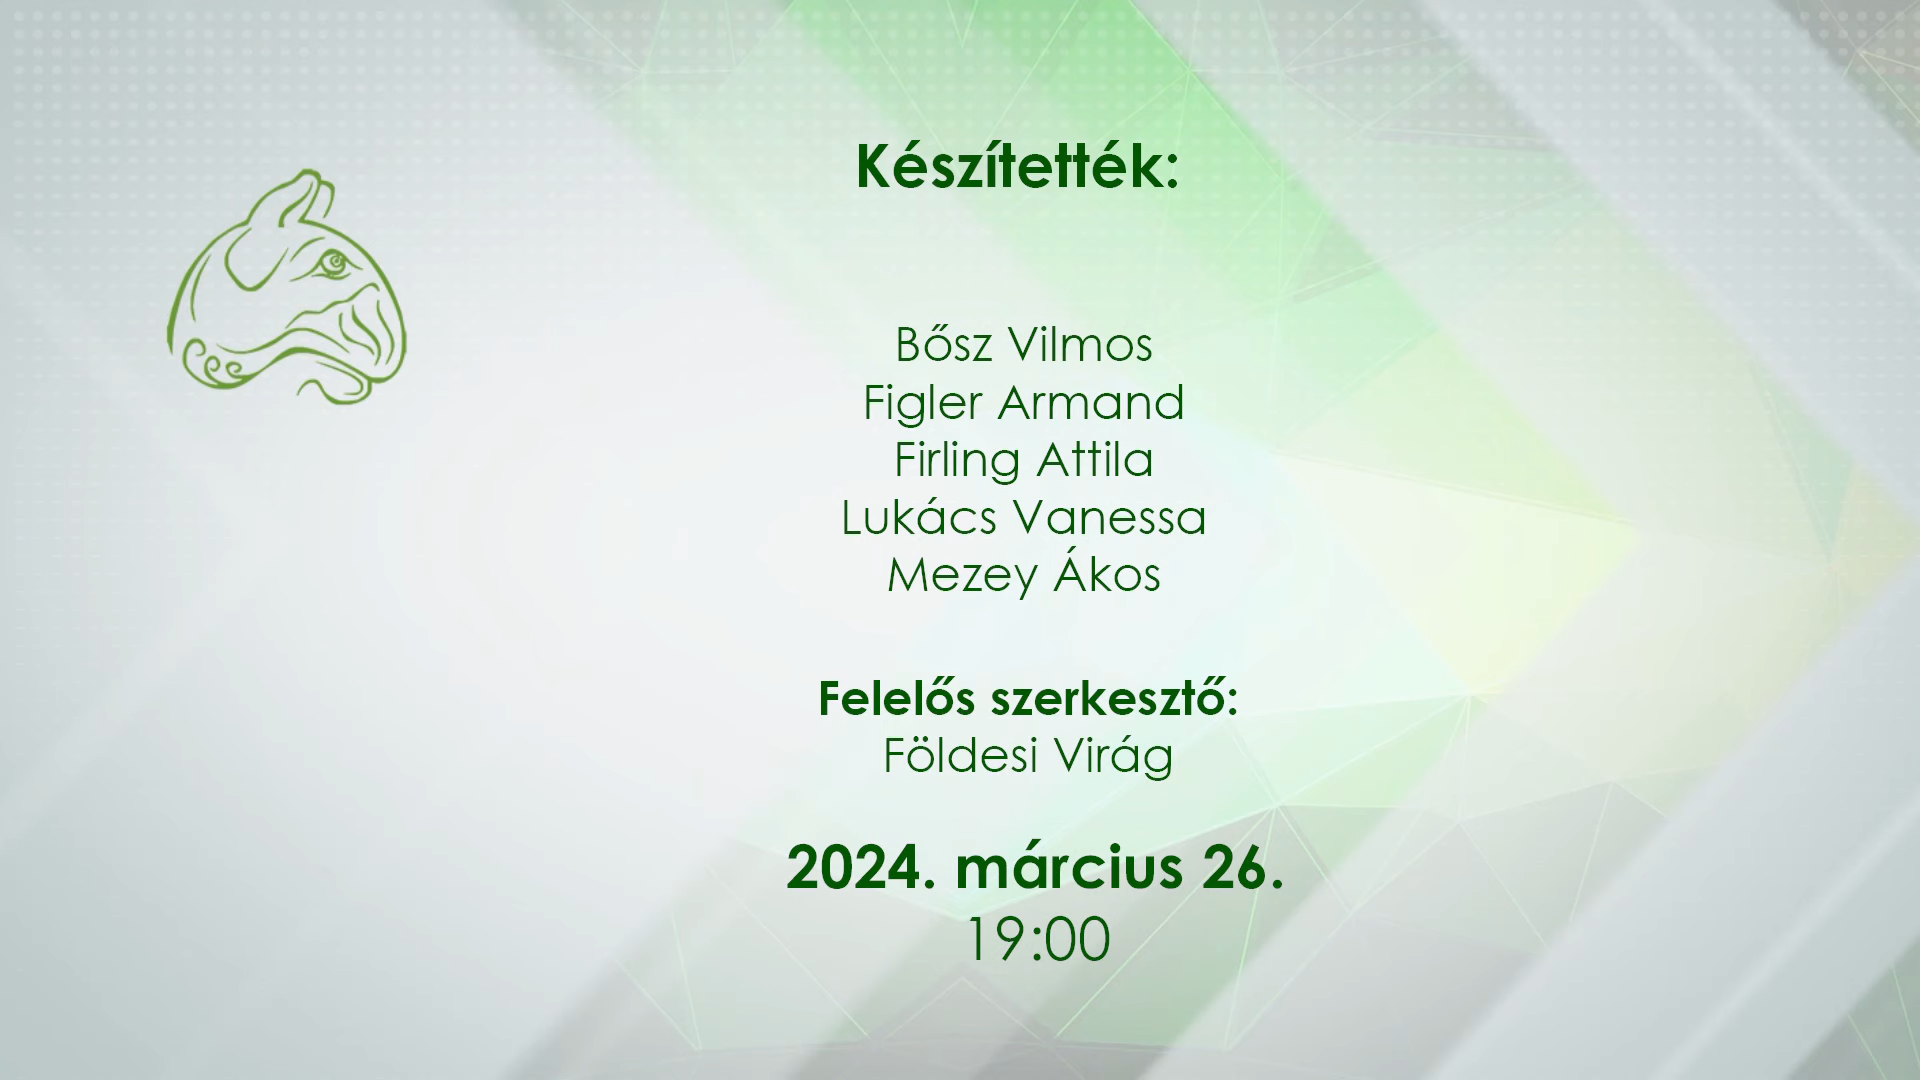 Készítették:
Bősz Vilmos
Figler Armand
Firling Attila
Lukács Vanessa
Mezey Ákos
Felelős szerkesztő:
Földesi Virág
2024. március 26.
19:00